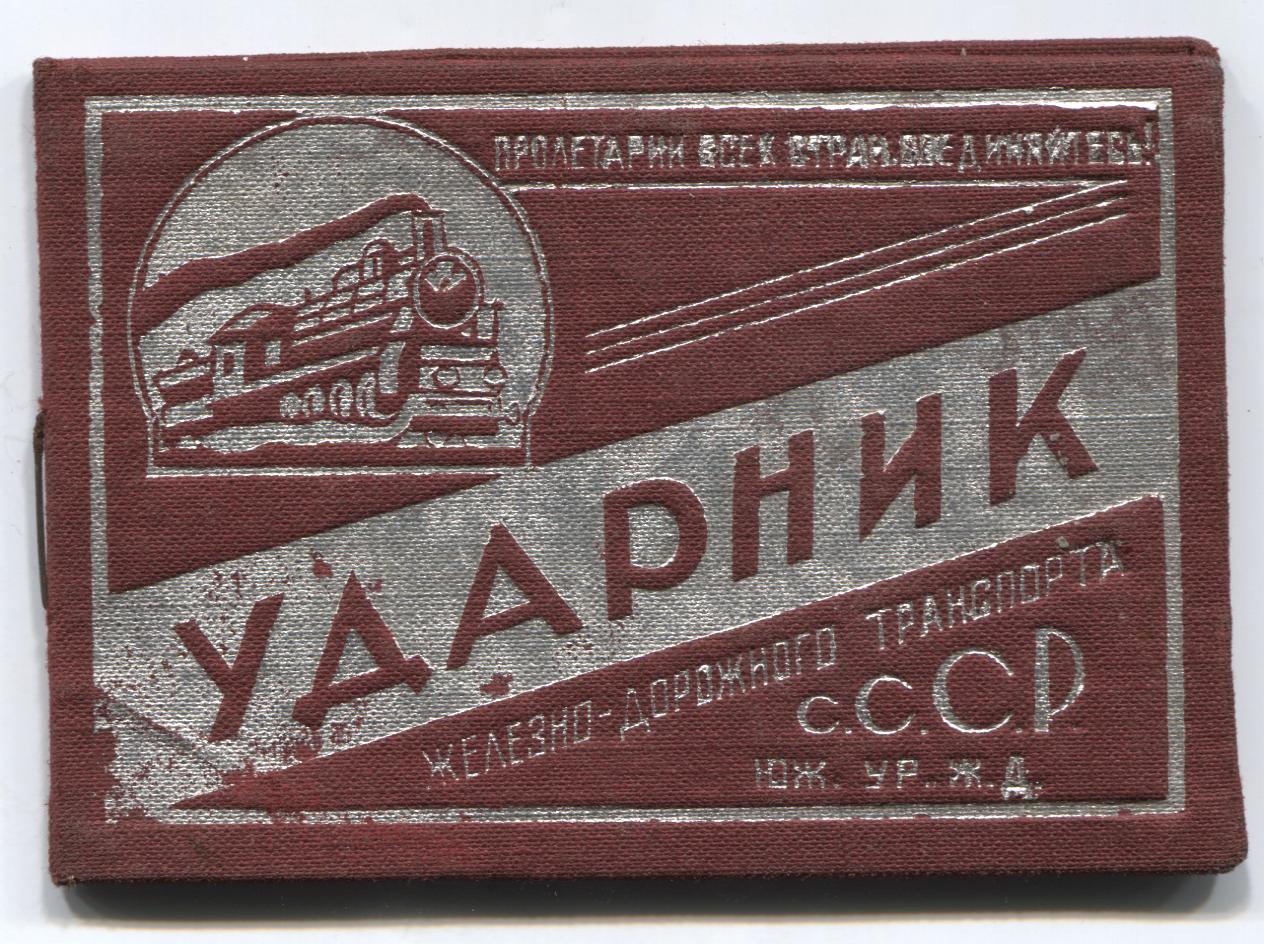 ПРОЛЕТАРИИ ВСЕХ СТРАН, СОЕДИНЯЙТЕСЬ!
УДАРНИК
ЖЕЛЕЗНО-ДОРОЖНОГО ТРАНСПОРТА
С.С.С.Р
ЮЖ. УР. Ж. Д.